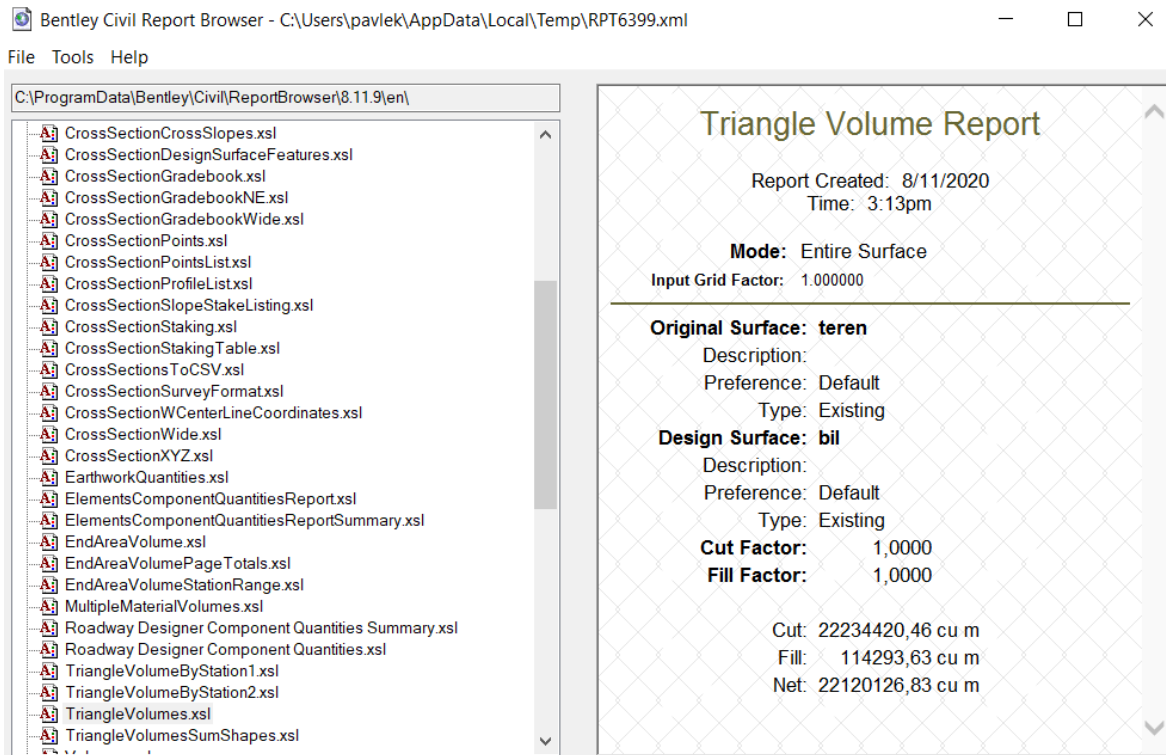 Bentley Civil Report Browser - C:\Users\pavlek\AppData\Local\Temp\RPT6399.xml
File Tools Help
C:\ProgramData\Bentley\Civil\ReportBrowser\8.11.9\en\
CrossSectionCrossSlopes.xsl
CrossSectionDesignSurfaceFeatures.xsl
CrossSectionGradebook.xsl
CrossSectionGradebookNE.xsl
CrossSectionGradebookWide.xsl
CrossSectionPoints.xsl
CrossSectionPointsList.xsl
CrossSectionProfileList.xsl
CrossSectionSlopeStakeListing.xsl
CrossSectionStaking.xsl
CrossSectionStakingTable.xsl
CrossSectionsToCSV.xsl
CrossSectionSurveyFormat.xsl
CrossSectionWCenterLineCoordinates.xsl
CrossSectionWide.xsl
CrossSectionXYZ.xsl
EarthworkQuantities.xsl
ElementsComponentQuantitiesReport.xsl
ElementsComponentQuantitiesReportSummary.xsl
EndAreaVolume.xsl
EndAreaVolumePageTotals.xsl
EndAreaVolumeStationRange.xsl
MultipleMaterialVolumes.xsl
Roadway Designer Component Quantities Summary.xsl
Roadway Designer Component Quantities.xsl
TriangleVolumeByStation1.xsl
TriangleVolumeByStation2.xsl
TriangleVolumes.xsl
TriangleVolumesSumShapes.xsl
Triangle Volume Report
Report Created: 8/11/2020
Time: 3:13pm
Mode: Entire Surface
Input Grid Factor: 1.000000
Original Surface: teren
Description:
Preference: Default
Type: Existing
Design Surface: bil
Description:
Preference: Default
Type: Existing
Cut Factor: 1,0000
Fill Factor: 1,0000
Cut: 22234420,46 cu m
Fill: 114293,63 cu m
Net: 22120126,83 cu m